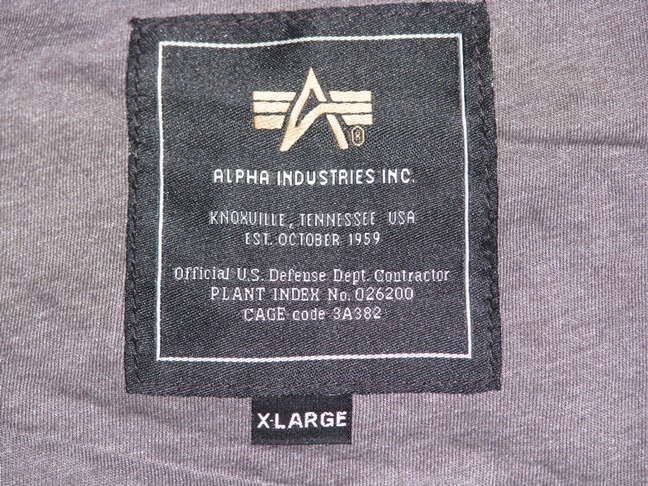 ®
ALPHA INDUSTRIES INC.
KNOXVILLE, TENNESSEE USA
EST. OCTOBER 1959
Official U.S. Defense Dept. Contractor
PLANT INDEX No. 026200
CAGE code 3A382
X-LARGE